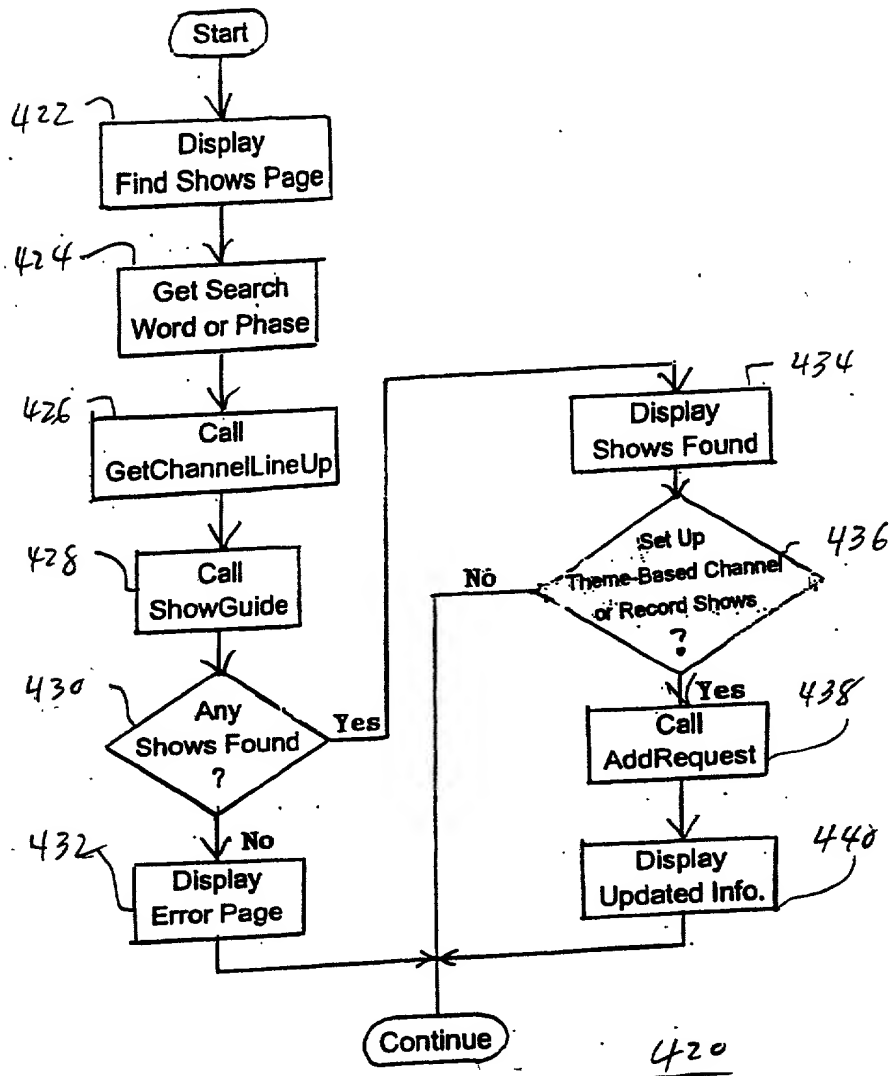 Start
422
Display
Find Shows Page
424
Get Search
Word or Phase
426
Call
GetChannelLineUp
428
Call
ShowGuide
430
Any
Shows Found
?
Yes
No
432
Display
Error Page
434
Display
Shows Found
436
Set Up
Theme-Based Channel
or Record Shows
?
No
Yes
438
Call
AddRequest
440
Display
Updated Info.
Continue
420